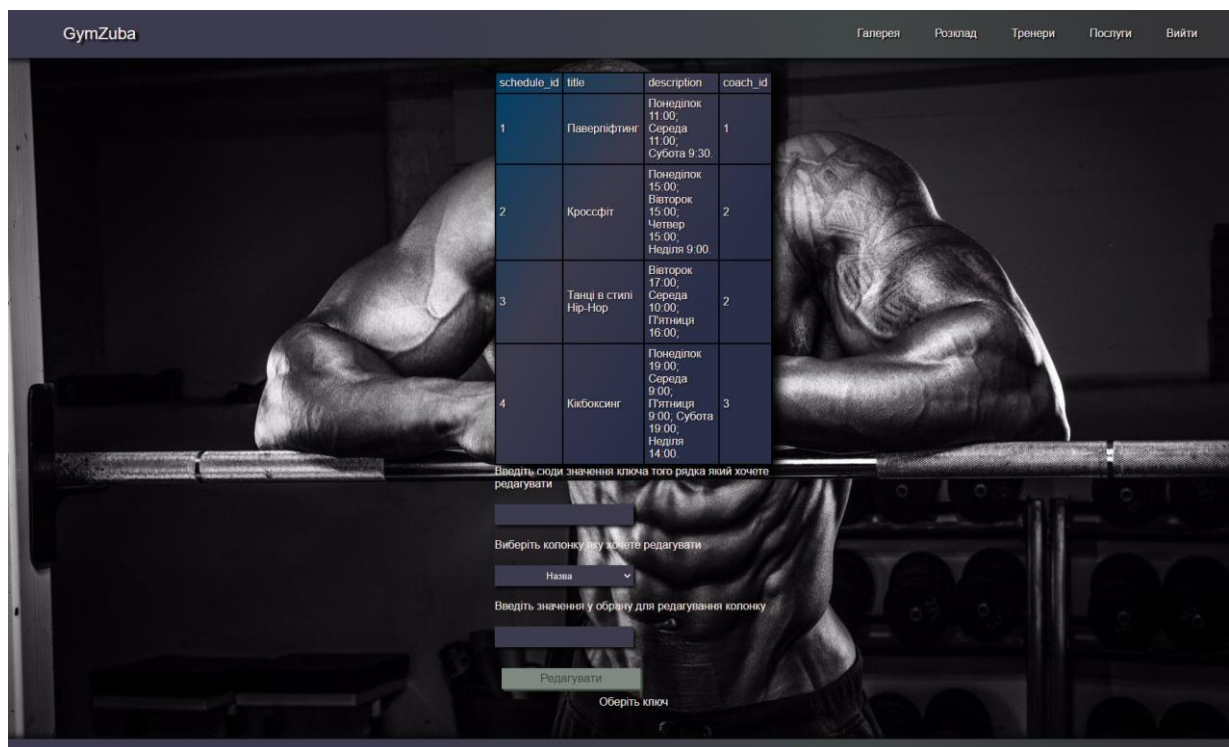 GymZuba
Галерея Розклад Тренери Послуги Вийти
schedule_id title description coach_id
1 Паверліфтинг Понеділок 11:00; Середа 11:00; Субота 9:30. 1
2 Кроссфіт Понеділок 15:00; Вівторок 15:00; Четвер 15:00; Неділя 9:00. 2
3 Танці в стилі Hip-Hop Вівторок 17:00; Середа 10:00; П'ятниця 16:00; 2
4 Кікбоксинг Понеділок 19:00; Середа 9:00; П'ятниця 9:00; Субота 19:00; Неділя 14:00. 3
Введіть сюди значення ключа того рядка який хочете
редагувати
Виберіть колонку яку хочете редагувати
Назва
Введіть значення у обрану для редагування колонку
Редагувати
Оберіть ключ